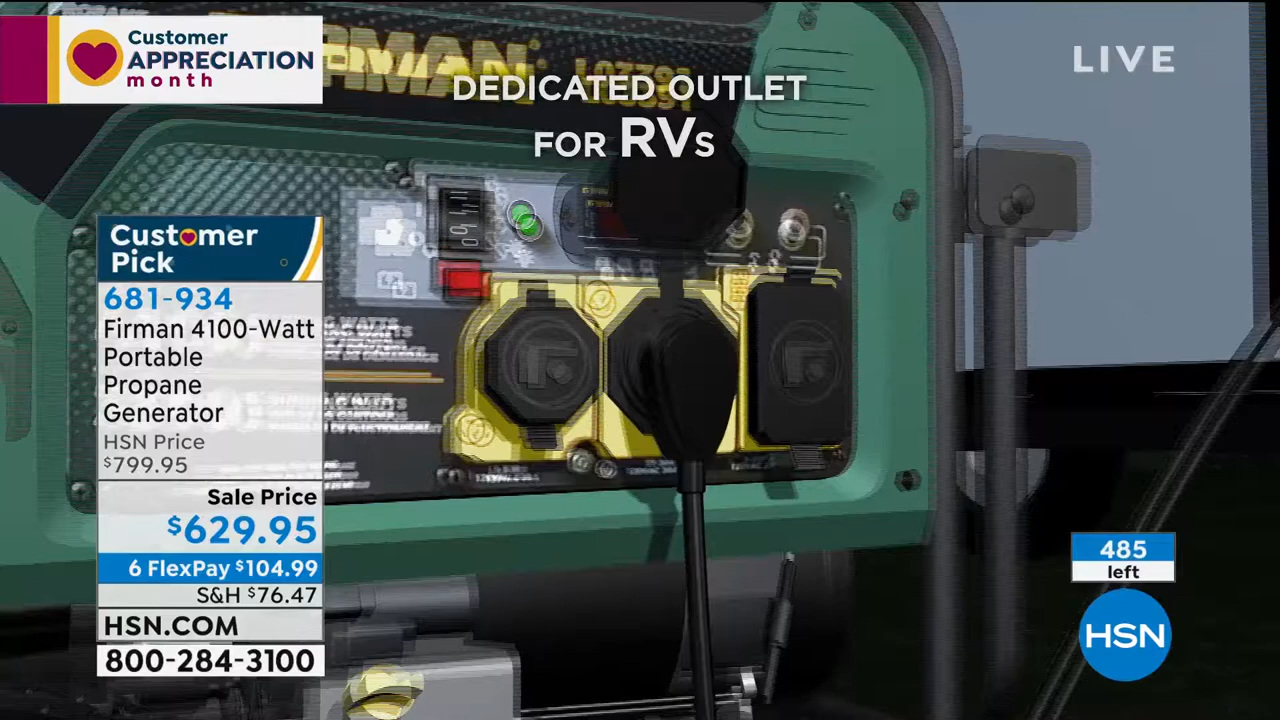 Customer
APPRECIATION
month
LIVE
DEDICATED OUTLET
FOR RVs
Customer
Pick
681-934
Firman 4100-Watt
Portable
Propane
Generator
HSN Price
$799.95
Sale Price
$629.95
6 FlexPay $104.99
S&H $76.47
HSN.COM
800-284-3100
485
left
HSN